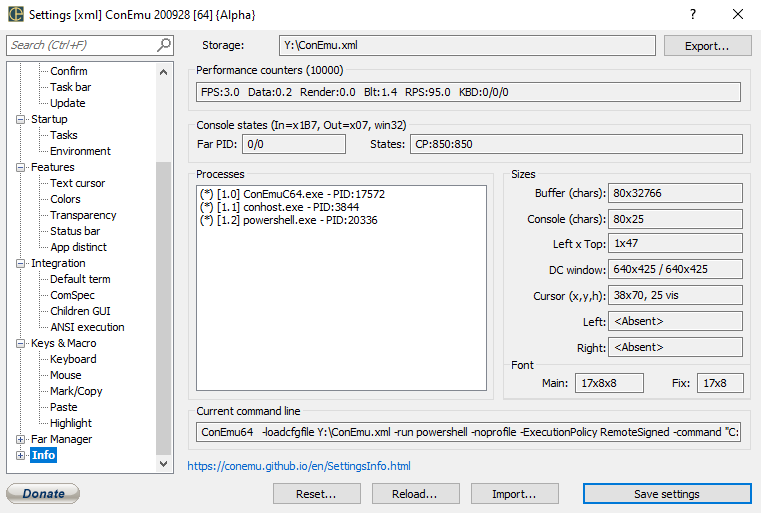 Settings [xml] ConEmu 200928 [64] {Alpha}
Search (Ctrl+F)
Storage:
Y:\ConEmu.xml
Export...
Confirm
Task bar
Update
Startup
Tasks
Environment
Features
Text cursor
Colors
Transparency
Status bar
App distinct
Integration
Default term
ComSpec
Children GUI
ANSI execution
Keys & Macro
Keyboard
Mouse
Mark/Copy
Paste
Highlight
Far Manager
Info
Performance counters (10000)
FPS:3.0 Data:0.2 Render:0.0 Blt:1.4 RPS:95.0 KBD:0/0/0
Console states (In=x1B7, Out=x07, win32)
Far PID: 0/0 States: CP:850:850
Processes
(*) [1.0] ConEmuC64.exe - PID:17572
(*) [1.1] conhost.exe - PID:3844
(*) [1.2] powershell.exe - PID:20336
Sizes
Buffer (chars): 80x32766
Console (chars): 80x25
Left x Top: 1x47
DC window: 640x425 / 640x425
Cursor (x,y,h): 38x70, 25 vis
Left: <Absent>
Right: <Absent>
Font
Main: 17x8x8 Fix: 17x8
Current command line
ConEmu64 -loadcfgfile Y:\ConEmu.xml -run powershell -noprofile -ExecutionPolicy RemoteSigned -command "C:
https://conemu.github.io/en/SettingsInfo.html
Donate
Reset...
Reload...
Import...
Save settings